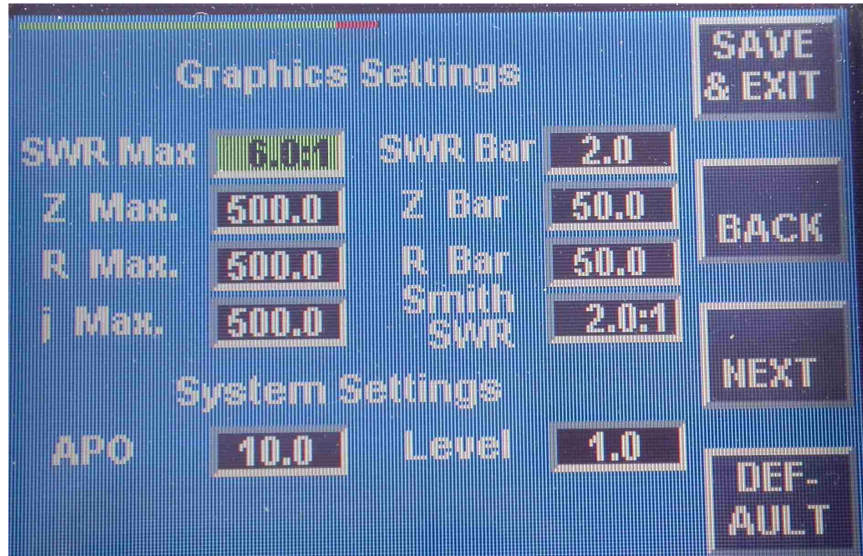 Graphics Settings
SAVE
& EXIT
SWR Max 6.0:1 SWR Bar 2.0
Z Max. 500.0 Z Bar 50.0
BACK
R Max. 500.0 R Bar 50.0
j Max. 500.0 Smith
SWR 2.0:1
NEXT
System Settings
APO 10.0 Level 1.0
DEF-
AULT